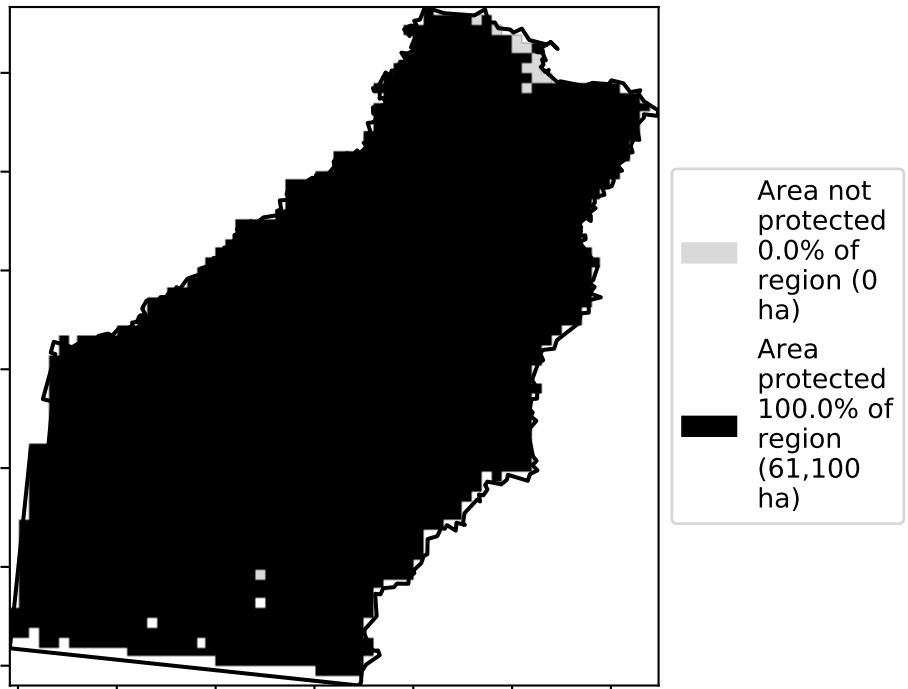 Area not
protected
0.0% of
region (0
ha)
Area
protected
100.0% of
region
(61,100
ha)